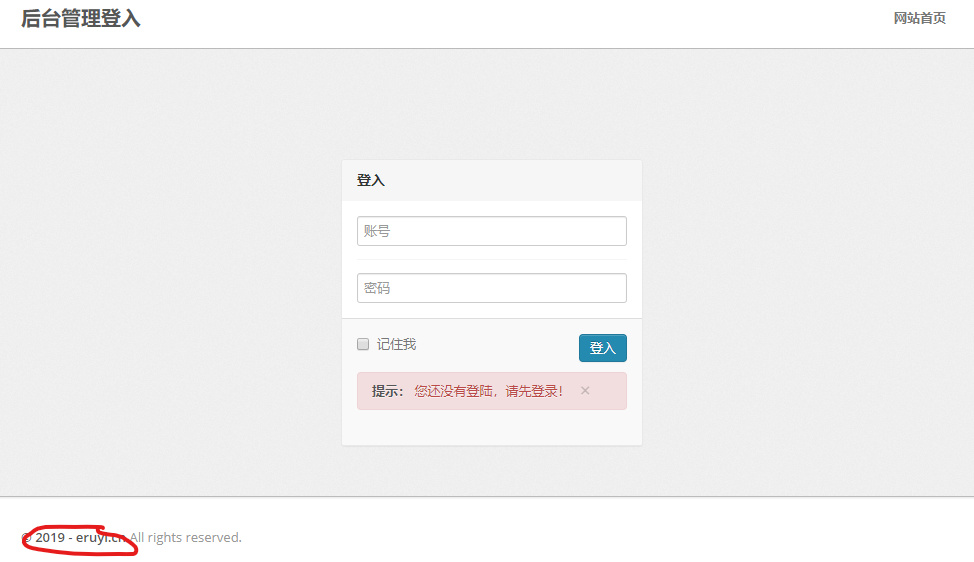 后台管理登入
网站首页
登入
账号
密码
记住我
登入
提示： 您还没有登陆，请先登录！ ×
© 2019 - eruyi.cn All rights reserved.